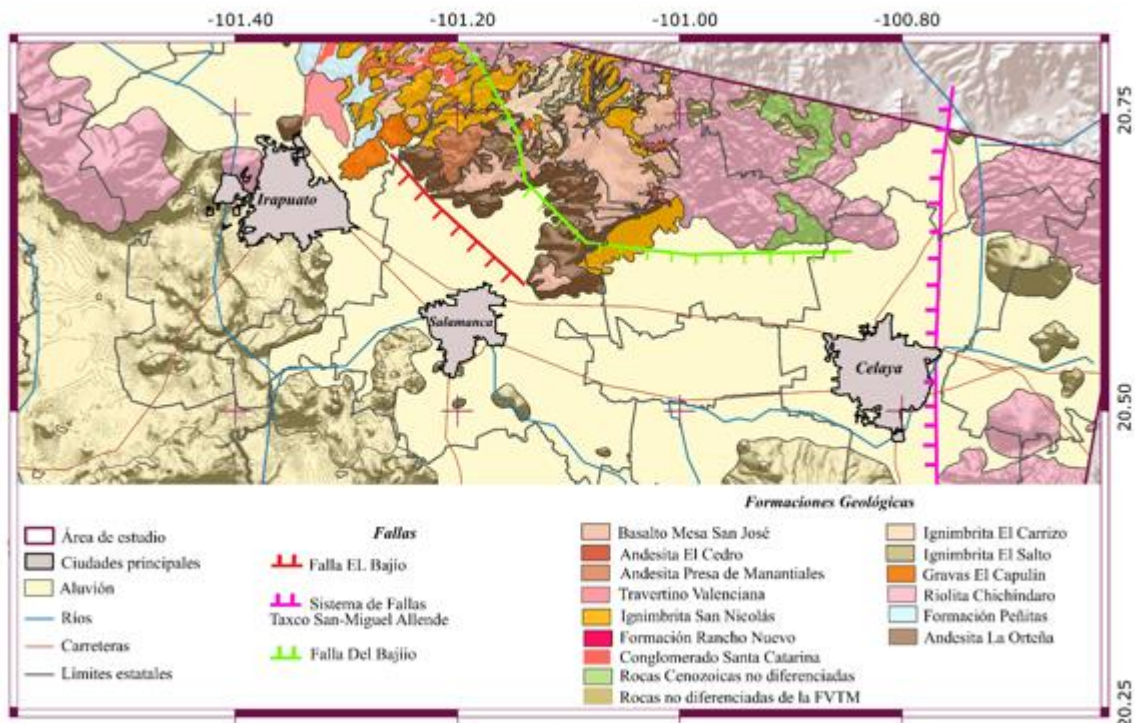 -101.40 -101.20 -101.00 -100.80
20.75
Irapuato
Salamanca
Celaya
20.50
Formaciones Geológicas
Área de estudio
Ciudades principales
Aluvión
Ríos
Carreteras
Límites estatales
Fallas
Falla EL Bajío
Sistema de Fallas
Taxco San-Miguel Allende
Falla Del Bajíio
Basalto Mesa San José
Andesita El Cedro
Andesita Presa de Manantiales
Travertino Valenciana
Ignimbrita San Nicolás
Formación Rancho Nuevo
Conglomerado Santa Catarina
Rocas Cenozoicas no diferenciadas
Rocas no diferenciadas de la FVTM
Ignimbrita El Carrizo
Ignimbrita El Salto
Gravas El Capulín
Riolita Chichíndaro
Formación Peñitas
Andesita La Orteña
20.25